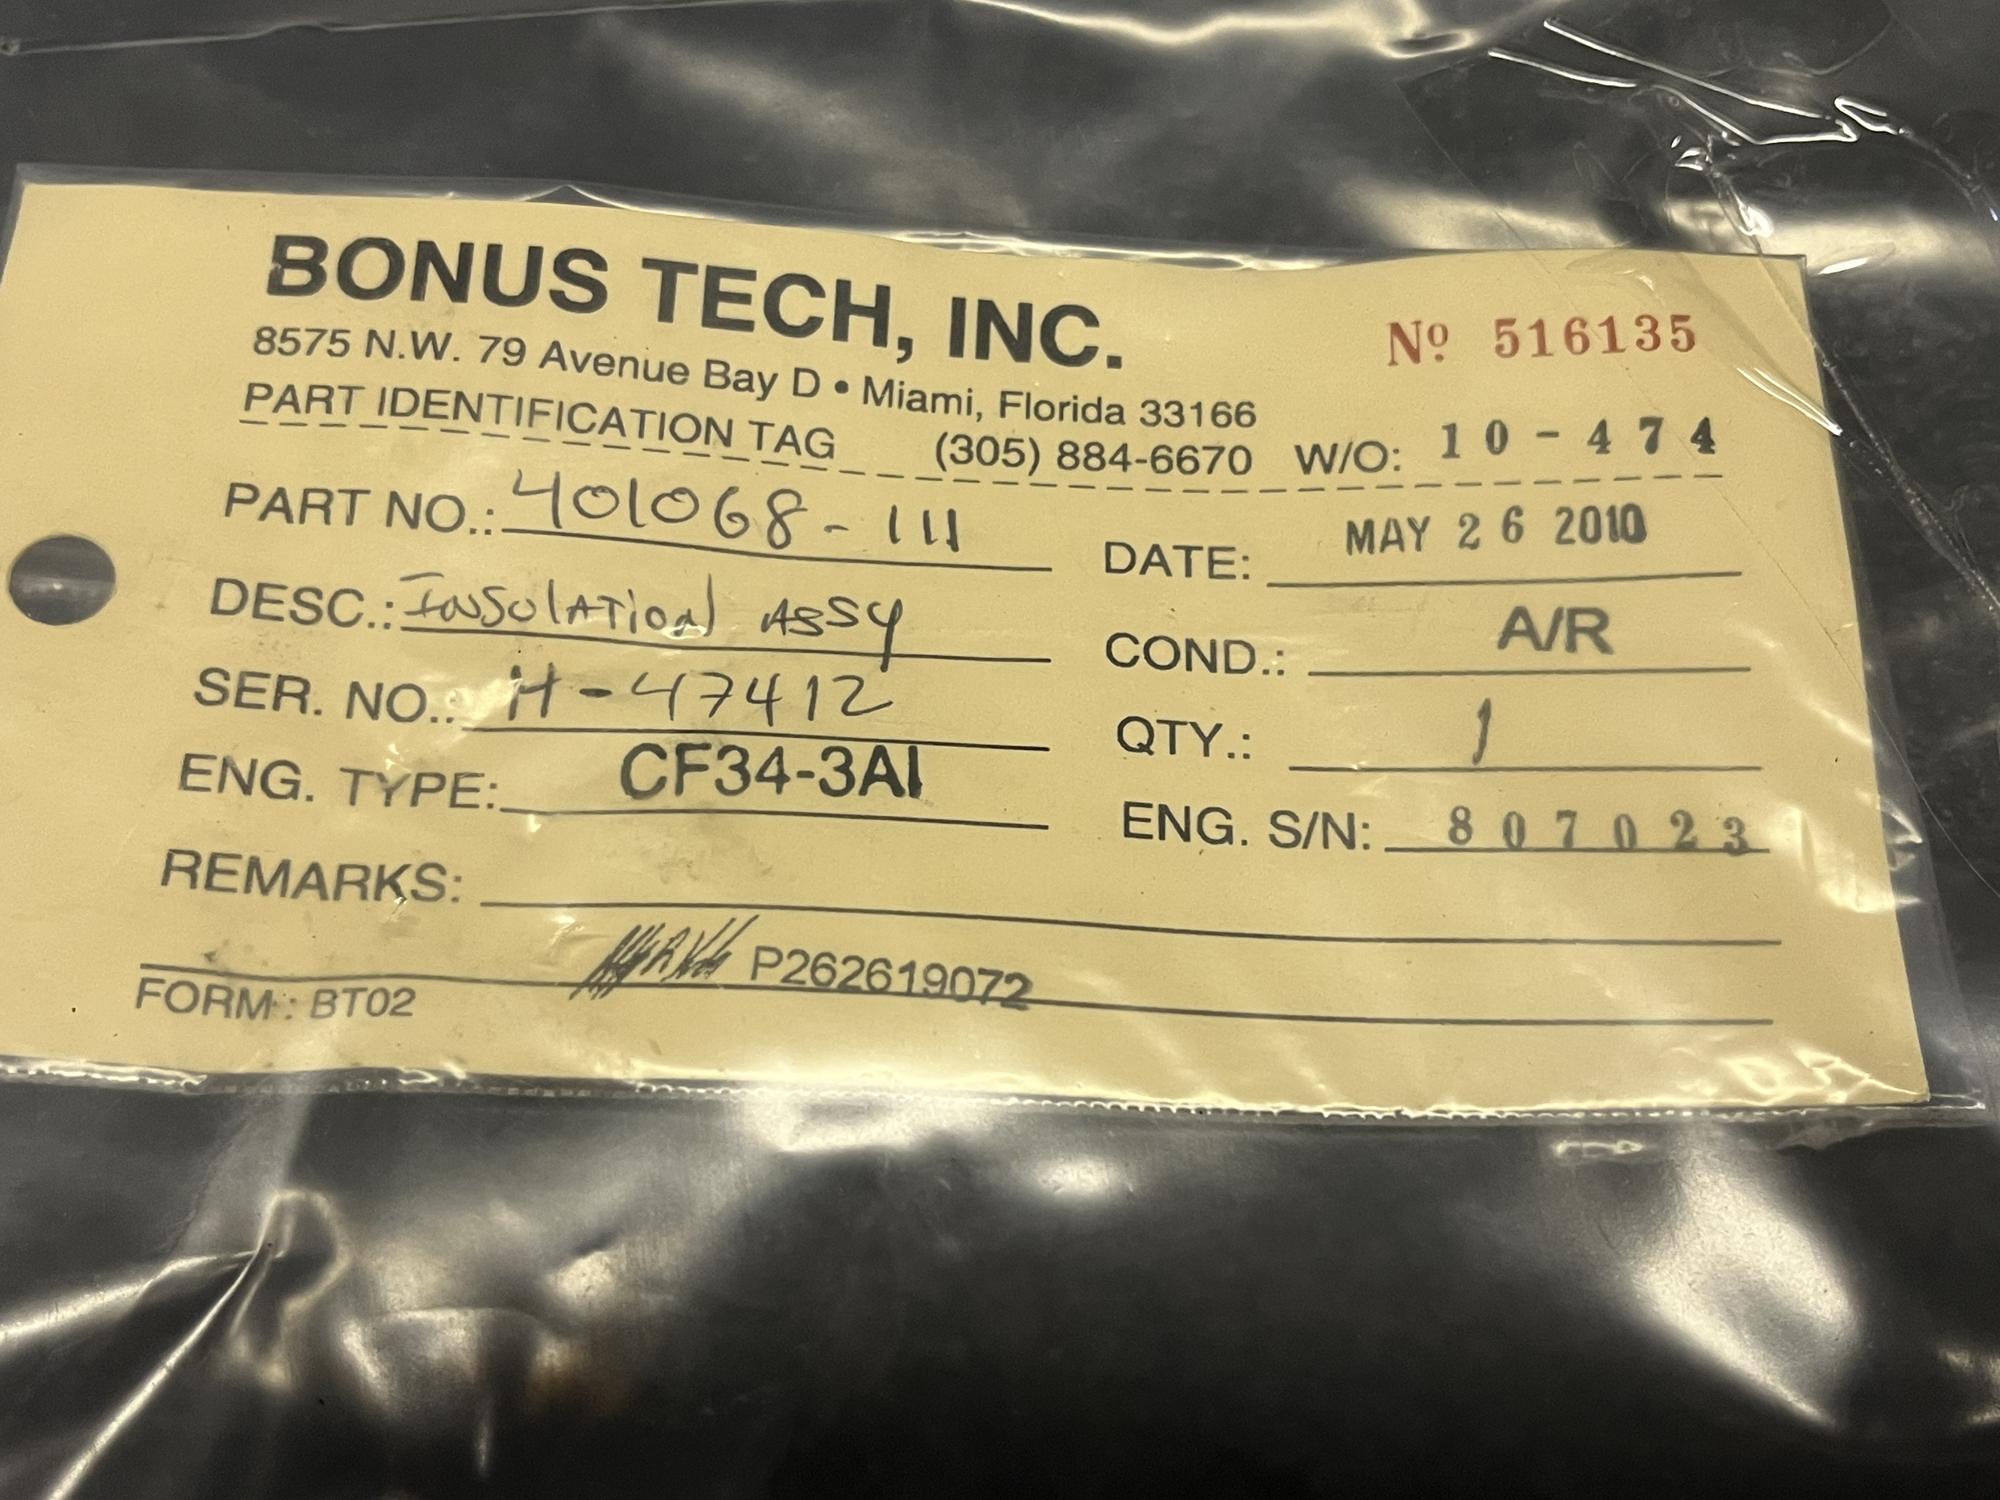 BONUS TECH, INC.
Nº 516135
8575 N.W. 79 Avenue Bay D • Miami, Florida 33166
PART IDENTIFICATION TAG (305) 884-6670 W/O: 10-474
PART NO.: 401068-111
DATE: MAY 26 2010
DESC.: Insolation Assy
COND.: A/R
SER. NO.: H-47412
QTY.: 1
ENG. TYPE: CF34-3A1
ENG. S/N: 807023
REMARKS:
P262619072
FORM: BT02